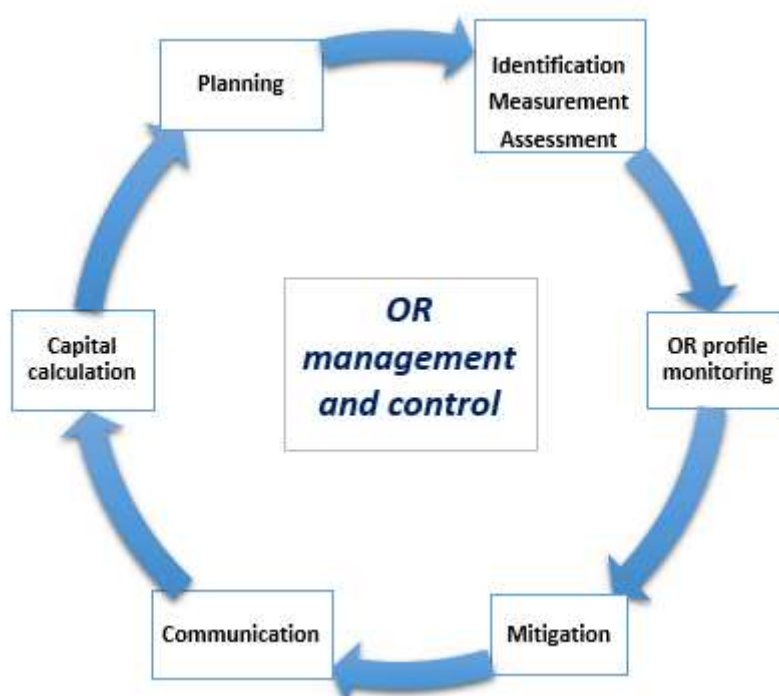 Planning
Identification
Measurement
Assessment
OR profile
monitoring
Mitigation
Communication
Capital
calculation
OR
management
and control